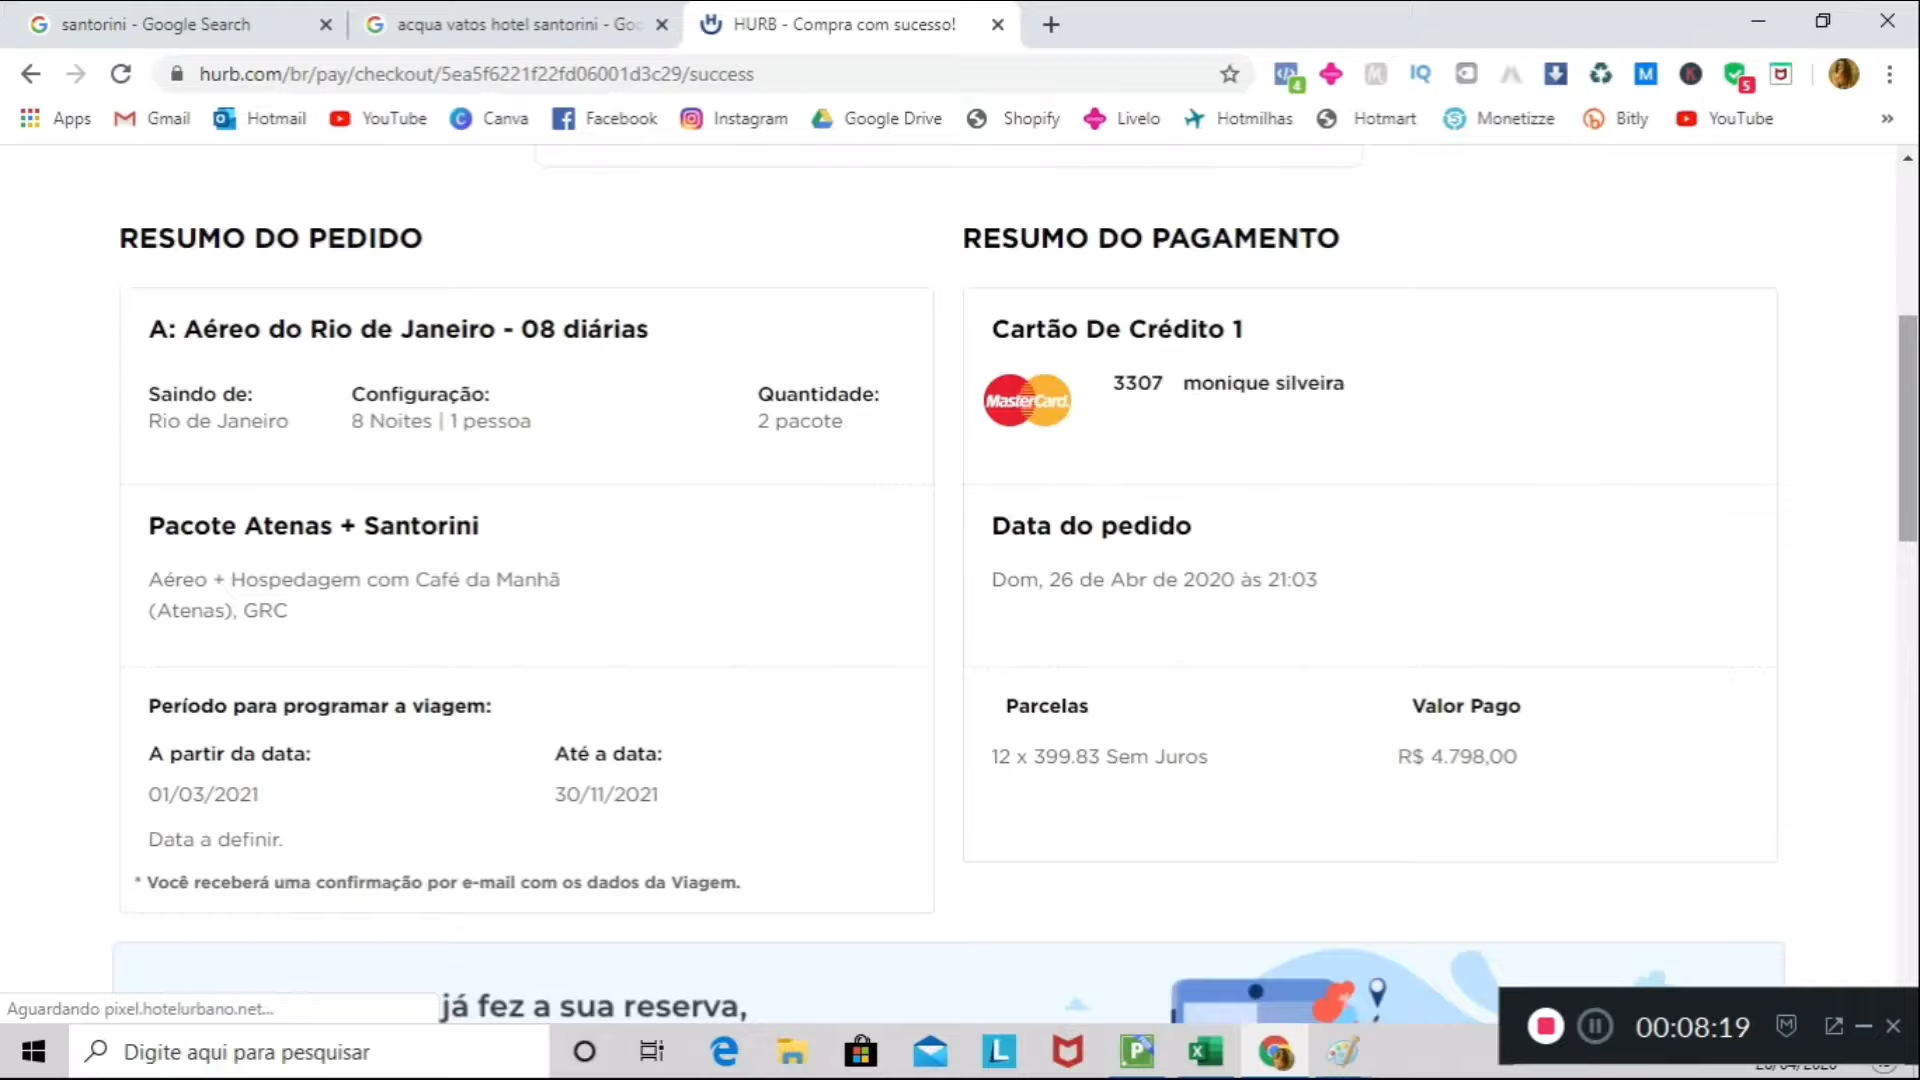 santorini - Google Search
acqua vatos hotel santorini - Goo
HURB - Compra com sucesso!
hurb.com/br/pay/checkout/5ea5f6221f22fd06001d3c29/success
Apps
Gmail
Hotmail
YouTube
Canva
Facebook
Instagram
Google Drive
Shopify
Livelo
Hotmilhas
Hotmart
Monetizze
Bitly
YouTube
RESUMO DO PEDIDO
A: Aéreo do Rio de Janeiro - 08 diárias
Saindo de: Configuração: Quantidade:
Rio de Janeiro 8 Noites | 1 pessoa 2 pacote
Pacote Atenas + Santorini
Aéreo + Hospedagem com Café da Manhã
(Atenas), GRC
Período para programar a viagem:
A partir da data: Até a data:
01/03/2021 30/11/2021
Data a definir.
* Você receberá uma confirmação por e-mail com os dados da Viagem.
RESUMO DO PAGAMENTO
Cartão De Crédito 1
MasterCard 3307 monique silveira
Data do pedido
Dom, 26 de Abr de 2020 às 21:03
Parcelas Valor Pago
12 x 399.83 Sem Juros R$ 4.798,00
já fez a sua reserva,
Aguardando pixel.hotelurbano.net...
Digite aqui para pesquisar
00:08:19